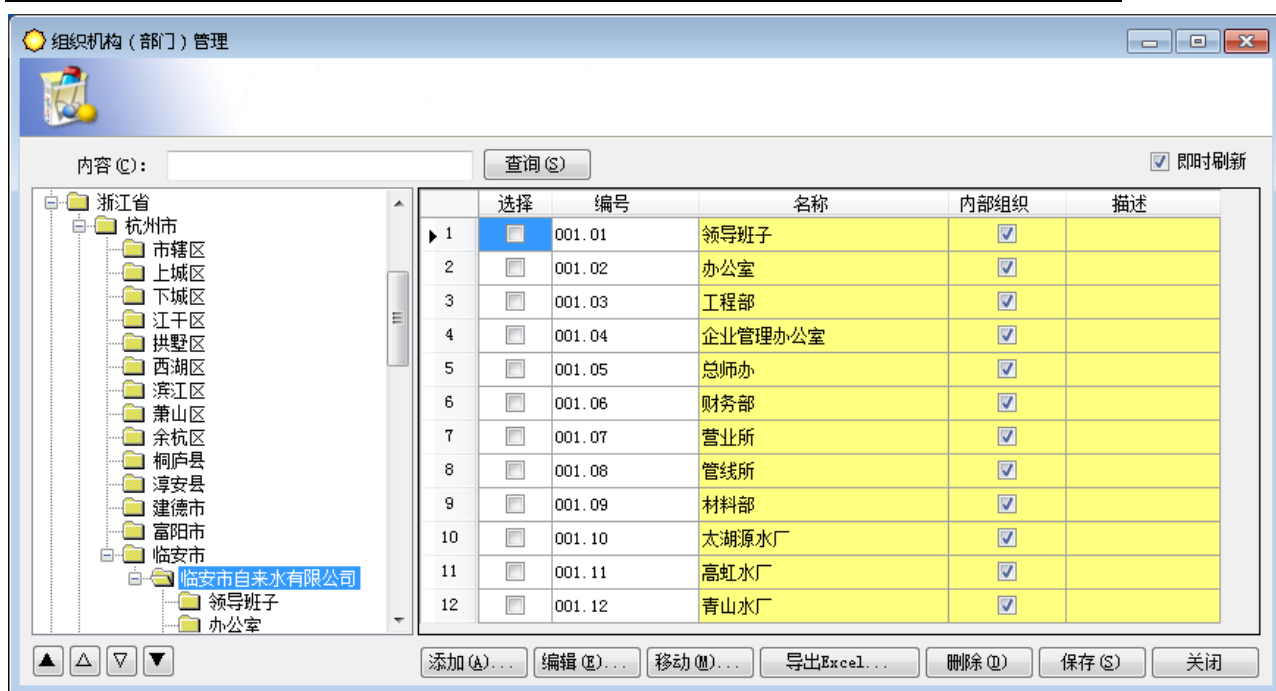 组织机构（部门）管理
内容(C)：
查询(S)
即时刷新
浙江省
杭州市
市辖区
上城区
下城区
江干区
拱墅区
西湖区
滨江区
萧山区
余杭区
桐庐县
淳安县
建德市
富阳市
临安市
临安市自来水有限公司
领导班子
办公室
选择 编号 名称 内部组织 描述
1 001.01 领导班子
2 001.02 办公室
3 001.03 工程部
4 001.04 企业管理办公室
5 001.05 总师办
6 001.06 财务部
7 001.07 营业所
8 001.08 管线所
9 001.09 材料部
10 001.10 太湖源水厂
11 001.11 高虹水厂
12 001.12 青山水厂
添加(A)... 编辑(E)... 移动(M)... 导出Excel... 删除(D) 保存(S) 关闭